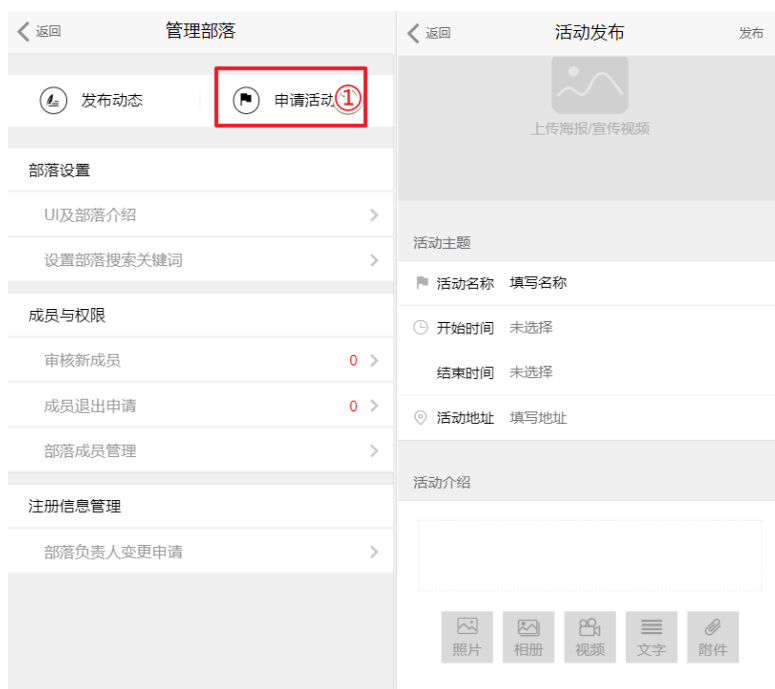 返回
管理部落
发布动态
申请活动
①
部落设置
UI及部落介绍
设置部落搜索关键词
成员与权限
审核新成员 0
成员退出申请 0
部落成员管理
注册信息管理
部落负责人变更申请
返回
活动发布
发布
上传海报/宣传视频
活动主题
活动名称 填写名称
开始时间 未选择
结束时间 未选择
活动地址 填写地址
活动介绍
照片
相册
视频
文字
附件